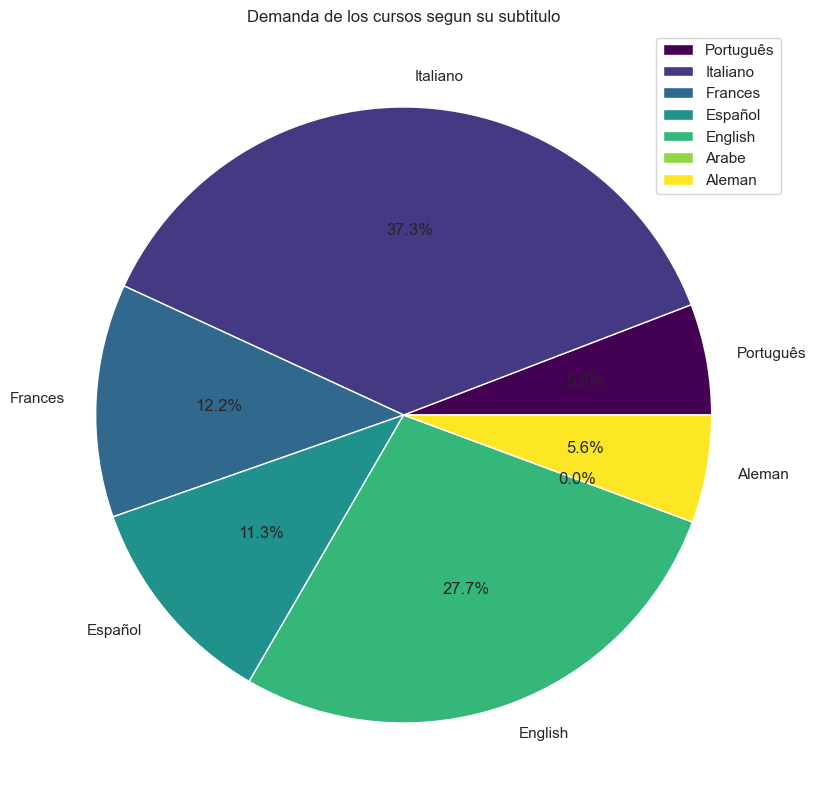 Demanda de los cursos segun su subtitulo
Português
Italiano
Frances
Español
English
Arabe
Aleman
Italiano
37.3%
Português
5.8%
Frances
12.2%
Español
11.3%
English
27.7%
0.0%
Aleman
5.6%